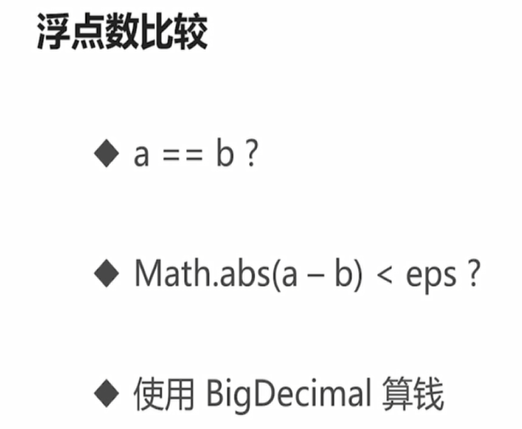 浮点数比较
◆ a == b ?
◆ Math.abs(a – b) < eps ?
◆ 使用 BigDecimal 算钱